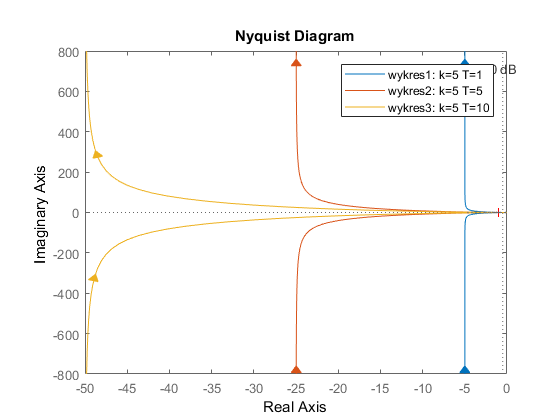 Nyquist Diagram
800
600
400
200
0
-200
-400
-600
-800
Imaginary Axis
0 dB
wykres1: k=5 T=1
wykres2: k=5 T=5
wykres3: k=5 T=10
-50 -45 -40 -35 -30 -25 -20 -15 -10 -5 0
Real Axis